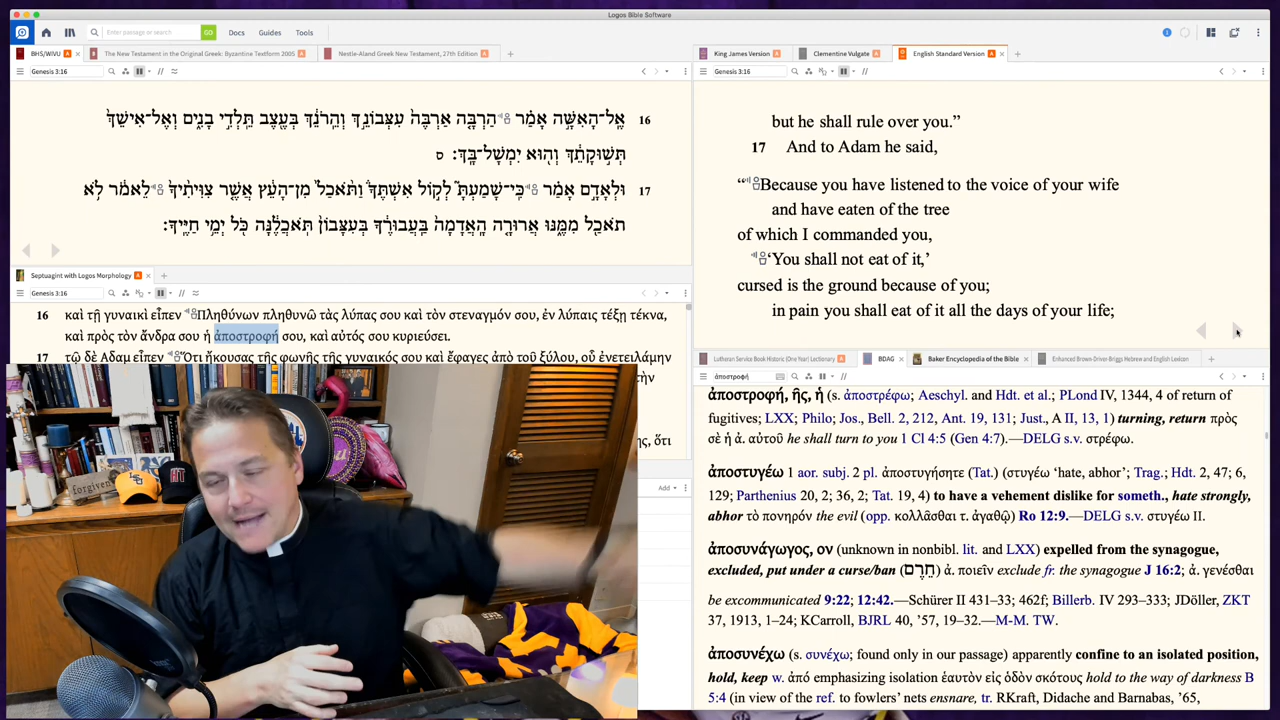 Logos Bible Software
Enter passage or search
GO
Docs
Guides
Tools
BHS/WIVU
The New Testament in the Original Greek: Byzantine Textform 2005
Nestle-Aland Greek New Testament, 27th Edition
Genesis 3:16
16 אֶֽל־הָאִשָּׁ֣ה אָמַ֗ר הַרְבָּ֤ה אַרְבֶּה֙ עִצְּבוֹנֵ֣ךְ וְהֵֽרֹנֵ֔ךְ בְּעֶ֖צֶב תֵּֽלְדִ֣י בָנִ֑ים וְאֶל־אִישֵׁךְ֙
תְּשׁ֣וּקָתֵ֔ךְ וְה֖וּא יִמְשָׁל־בָּֽךְ׃ ס
17 וּלְאָדָ֣ם אָמַ֗ר כִּֽי־שָׁמַעְתָּ֮ לְק֣וֹל אִשְׁתֶּךָ֒ וַתֹּ֙אכַל֙ מִן־הָעֵ֔ץ אֲשֶׁ֤ר צִוִּיתִ֙יךָ֙ לֵאמֹ֔ר לֹ֥א
תֹאכַ֖ל מִמֶּ֑נּוּ אֲרוּרָ֤ה הָֽאֲדָמָה֙ בַּֽעֲבוּרֶ֔ךָ בְּעִצָּבוֹן֙ תֹּֽאכֲלֶ֔נָּה כֹּ֖ל יְמֵ֥י חַיֶּֽיךָ׃
Septuagint with Logos Morphology
Genesis 3:16
16 καὶ τῇ γυναικὶ εἶπεν Πληθύνων πληθυνῶ τὰς λύπας σου καὶ τὸν στεναγμόν σου, ἐν λύπαις τέξῃ τέκνα,
καὶ πρὸς τὸν ἄνδρα σου ἡ ἀποστροφή σου, καὶ αὐτός σου κυριεύσει.
17 τῷ δὲ Αδαμ εἶπεν Ὅτι ἤκουσας τῆς φωνῆς τῆς γυναικός σου καὶ ἔφαγες ἀπὸ τοῦ ξύλου, οὗ ἐνετειλάμην
τὴν
ς, ὅτι
Add
forgiven
King James Version
Clementine Vulgate
English Standard Version
Genesis 3:16
but he shall rule over you.”
17 And to Adam he said,
“Because you have listened to the voice of your wife
and have eaten of the tree
of which I commanded you,
‘You shall not eat of it,’
cursed is the ground because of you;
in pain you shall eat of it all the days of your life;
Lutheran Service Book Historic (One Year) Lectionary
BDAG
Baker Encyclopedia of the Bible
Enhanced Brown-Driver-Briggs Hebrew and English Lexicon
ἀποστροφή
ἀποστροφή, ῆς, ἡ (s. ἀποστρέφω; Aeschyl. and Hdt. et al.; PLond IV, 1344, 4 of return of
fugitives; LXX; Philo; Jos., Bell. 2, 212, Ant. 19, 131; Just., A II, 13, 1) turning, return πρὸς
σὲ ἡ ἀ. αὐτοῦ he shall turn to you 1 Cl 4:5 (Gen 4:7).—DELG s.v. στρέφω.
ἀποστυγέω 1 aor. subj. 2 pl. ἀποστυγήσητε (Tat.) (στυγέω ‘hate, abhor’; Trag.; Hdt. 2, 47; 6,
129; Parthenius 20, 2; 36, 2; Tat. 19, 4) to have a vehement dislike for someth., hate strongly,
abhor τὸ πονηρόν the evil (opp. κολλᾶσθαι τ. ἀγαθῷ) Ro 12:9.—DELG s.v. στυγέω II.
ἀποσυνάγωγος, ον (unknown in nonbibl. lit. and LXX) expelled from the synagogue,
excluded, put under a curse/ban (חֵרֶם) ἀ. ποιεῖν exclude fr. the synagogue J 16:2; ἀ. γενέσθαι
be excommunicated 9:22; 12:42.—Schürer II 431–33; 462f; Billerb. IV 293–333; JDöller, ZKT
37, 1913, 1–24; KCarroll, BJRL 40, ’57, 19–32.—M-M. TW.
ἀποσυνέχω (s. συνέχω; found only in our passage) apparently confine to an isolated position,
hold, keep w. ἀπό emphasizing isolation ἑαυτὸν εἰς ὁδὸν σκότους hold to the way of darkness B
5:4 (in view of the ref. to fowlers’ nets ensnare, tr. RKraft, Didache and Barnabas, ’65,